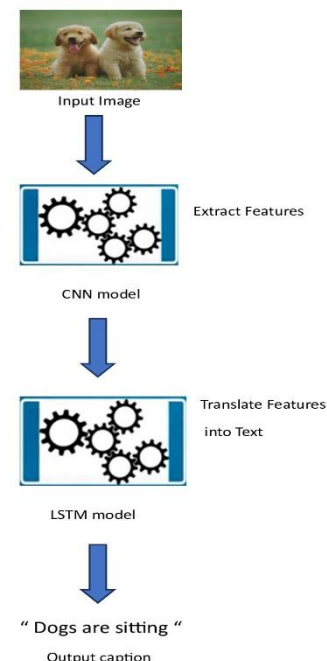 Input Image
Extract Features
CNN model
Translate Features
into Text
LSTM model
“ Dogs are sitting “
Output caption